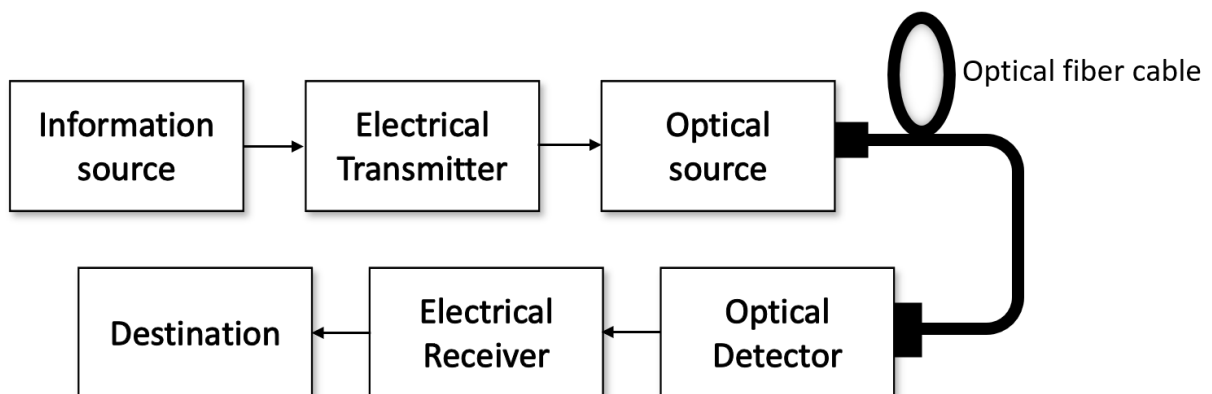 Optical fiber cable
Information
source
Electrical
Transmitter
Optical
source
Destination
Electrical
Receiver
Optical
Detector